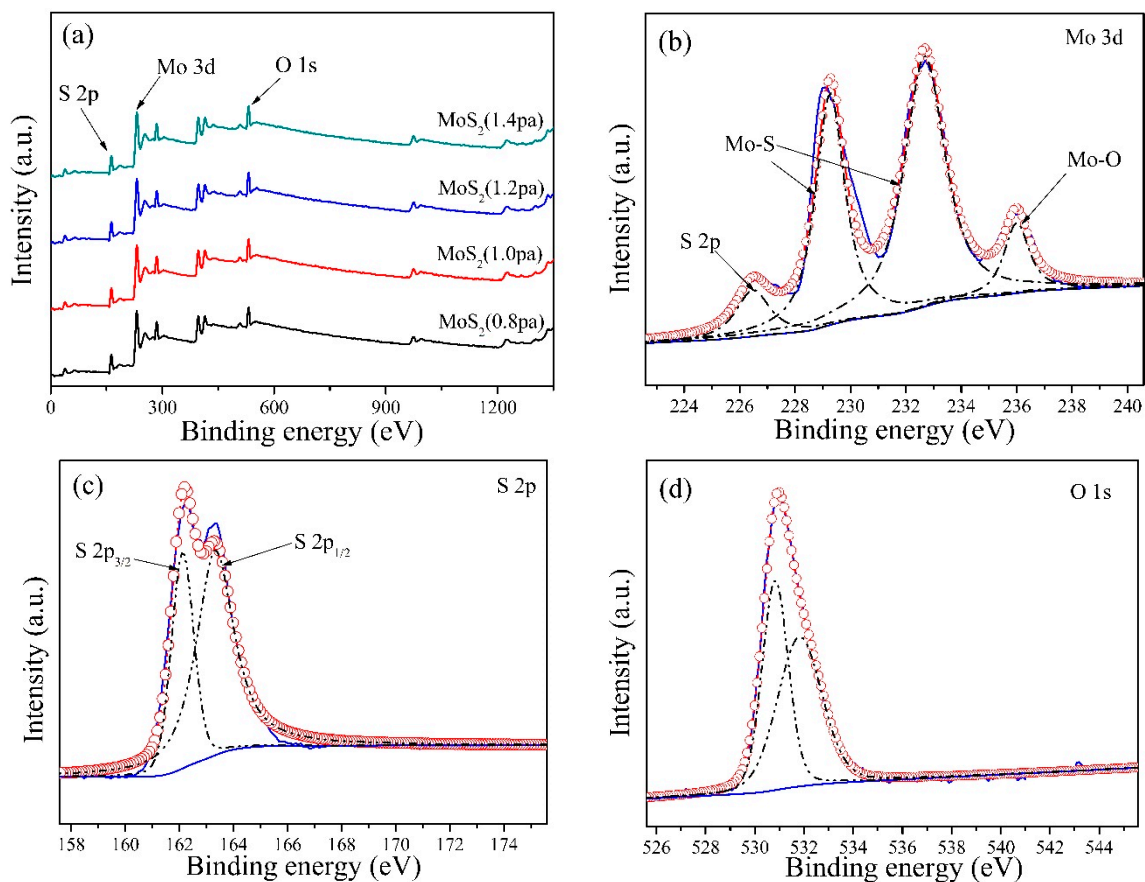 (a)
S 2p
Mo 3d
O 1s
MoS2(1.4pa)
MoS2(1.2pa)
MoS2(1.0pa)
MoS2(0.8pa)
Intensity (a.u.)
0 300 600 900 1200
Binding energy (eV)
(b)
Mo 3d
Mo-S
Mo-O
S 2p
Intensity (a.u.)
224 226 228 230 232 234 236 238 240
Binding energy (eV)
(c)
S 2p
S 2p3/2
S 2p1/2
Intensity (a.u.)
158 160 162 164 166 168 170 172 174
Binding energy (eV)
(d)
O 1s
Intensity (a.u.)
526 528 530 532 534 536 538 540 542 544
Binding energy (eV)